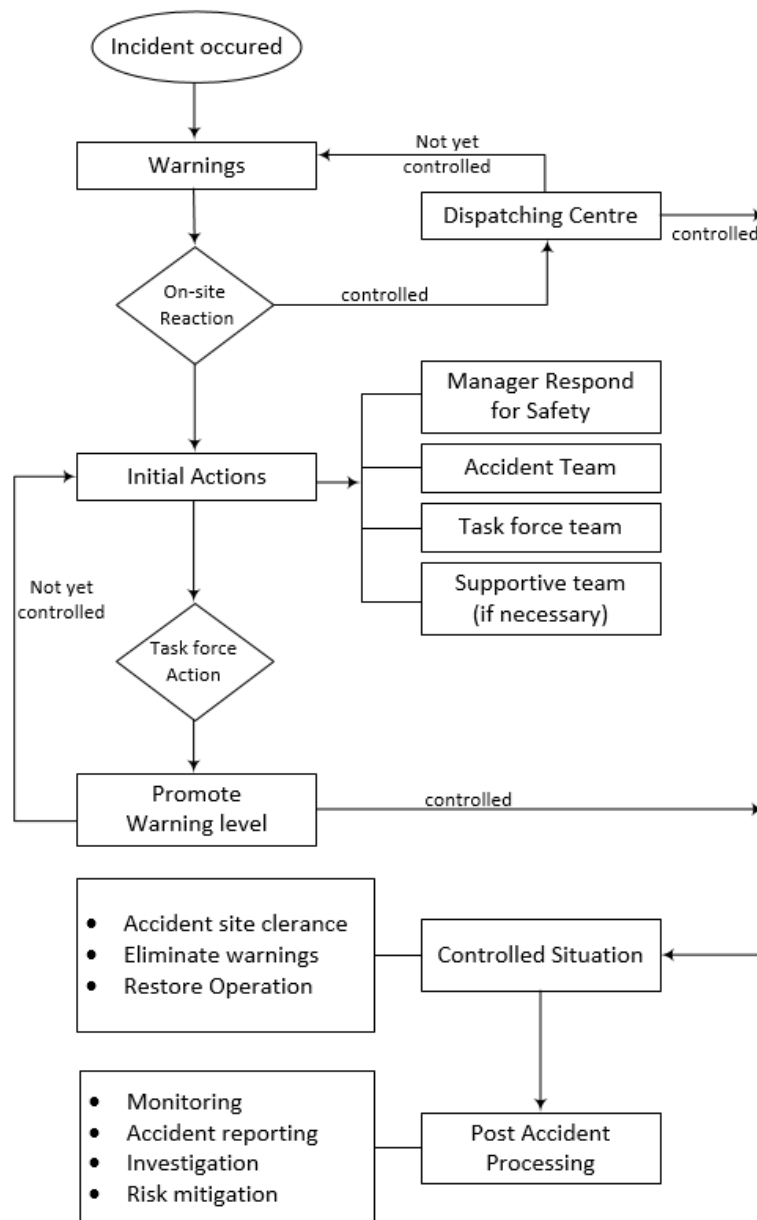 Incident occured
Warnings
Not yet
controlled
Dispatching Centre
controlled
On-site
Reaction
controlled
Manager Respond
for Safety
Initial Actions
Accident Team
Task force team
Supportive team
(if necessary)
Not yet
controlled
Task force
Action
Promote
Warning level
controlled
• Accident site clerance
• Eliminate warnings
• Restore Operation
Controlled Situation
• Monitoring
• Accident reporting
• Investigation
• Risk mitigation
Post Accident
Processing